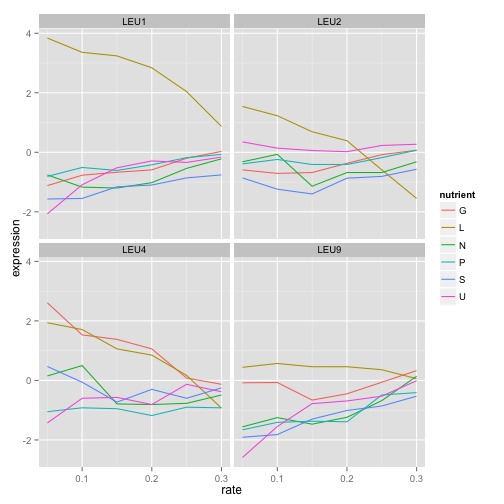 LEU1
LEU2
4
2
0
-2
LEU4
LEU9
4
2
0
-2
0.1
0.2
0.3
0.1
0.2
0.3
expression
rate
nutrient
G
L
N
P
S
U